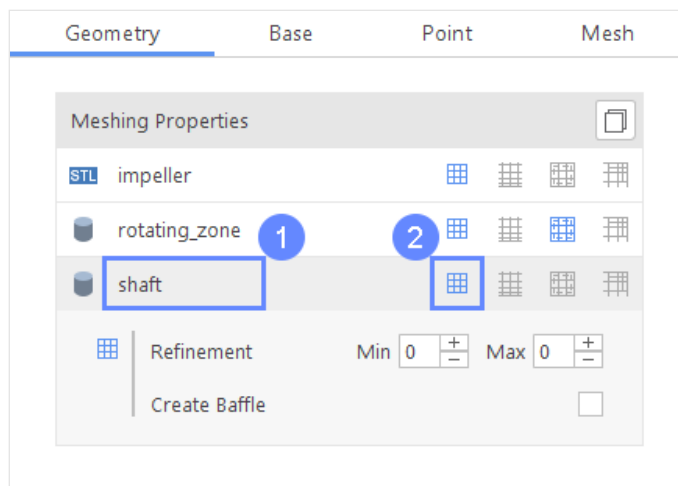 Geometry Base Point Mesh
Meshing Properties
STL impeller
rotating_zone 1 2
shaft
Refinement Min 0 + − Max 0 + −
Create Baffle